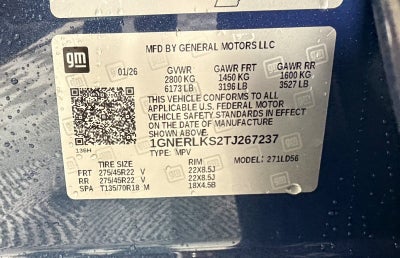 gm
MFD BY GENERAL MOTORS LLC
01/26 GVWR GAWR FRT GAWR RR
2800 KG 1450 KG 1600 KG
6173 LB 3196 LB 3527 LB
THIS VEHICLE CONFORMS TO ALL
APPLICABLE U.S. FEDERAL MOTOR
VEHICLE SAFETY STANDARDS IN EFFECT
ON THE DATE OF MANUFACTURE
SHOWN ABOVE.
1GNERLKS2TJ267237
TYPE: MPV MODEL: 271LD56
TIRE SIZE RIM
FRT 275/45R22 V 22X8.5J
RR 275/45R22 V 22X8.5J
SPA T135/70R18 M 18X4.5B